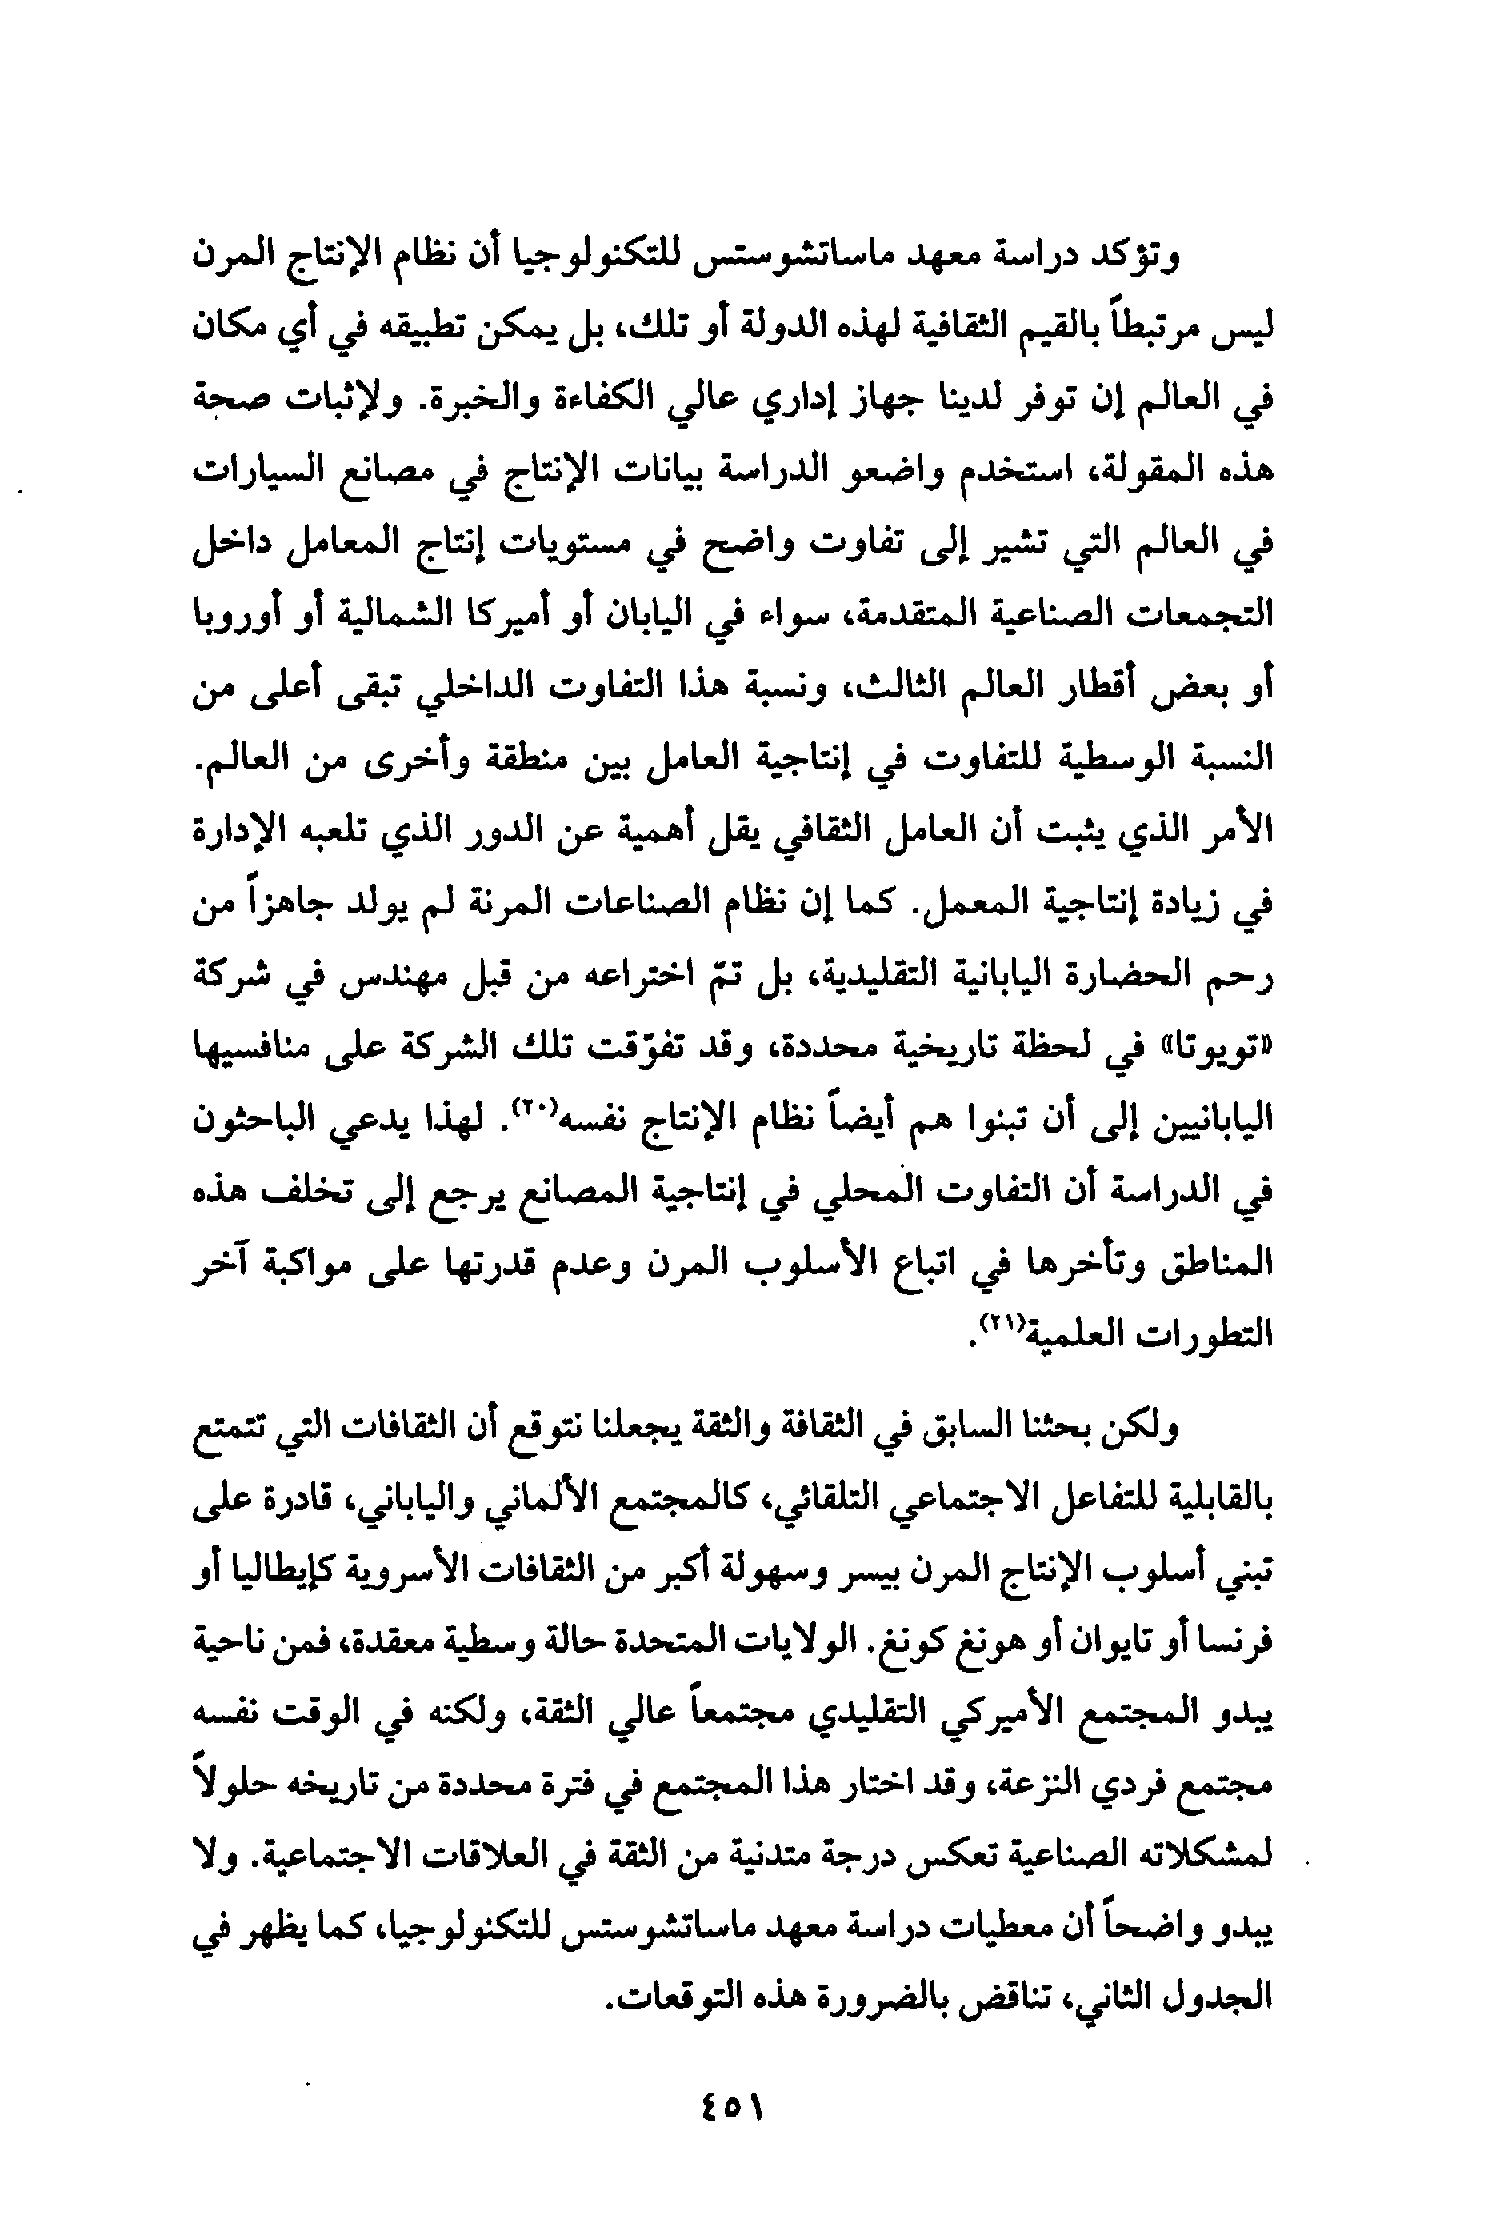 وتؤكد دراسة معهد ماساتشوستس للتكنولوجيا أن نظام الإنتاج المرن
ليس مرتبطاً بالقيم الثقافية لهذه الدولة أو تلك، بل يمكن تطبيقه في أي مكان
في العالم إن توفر لدينا جهاز إداري عالي الكفاءة والخبرة. ولإثبات صحة
هذه المقولة، استخدم واضعو الدراسة بيانات الإنتاج في مصانع السيارات
في العالم التي تشير إلى تفاوت واضح في مستويات إنتاج المعامل داخل
التجمعات الصناعية المتقدمة، سواء في اليابان أو أميركا الشمالية أو أوروبا
أو بعض أقطار العالم الثالث، ونسبة هذا التفاوت الداخلي تبقى أعلى من
النسبة الوسطية للتفاوت في إنتاجية العامل بين منطقة وأخرى من العالم.
الأمر الذي يثبت أن العامل الثقافي يقل أهمية عن الدور الذي تلعبه الإدارة
في زيادة إنتاجية المعمل. كما إن نظام الصناعات المرنة لم يولد جاهزاً من
رحم الحضارة اليابانية التقليدية، بل تمّ اختراعه من قبل مهندس في شركة
«تويوتا» في لحظة تاريخية محددة، وقد تفوّقت تلك الشركة على منافسيها
اليابانيين إلى أن تبنوا هم أيضاً نظام الإنتاج نفسه(٢٠). لهذا يدعي الباحثون
في الدراسة أن التفاوت المحلي في إنتاجية المصانع يرجع إلى تخلف هذه
المناطق وتأخرها في اتباع الأسلوب المرن وعدم قدرتها على مواكبة آخر
التطورات العلمية(٢١).
ولكن بحثنا السابق في الثقافة والثقة يجعلنا نتوقع أن الثقافات التي تتمتع
بالقابلية للتفاعل الاجتماعي التلقائي، كالمجتمع الألماني والياباني، قادرة على
تبني أسلوب الإنتاج المرن بيسر وسهولة أكبر من الثقافات الأسروية كإيطاليا أو
فرنسا أو تايوان أو هونغ كونغ. الولايات المتحدة حالة وسطية معقدة، فمن ناحية
يبدو المجتمع الأميركي التقليدي مجتمعاً عالي الثقة، ولكنه في الوقت نفسه
مجتمع فردي النزعة، وقد اختار هذا المجتمع في فترة محددة من تاريخه حلولاً
لمشكلاته الصناعية تعكس درجة متدنية من الثقة في العلاقات الاجتماعية. ولا
يبدو واضحاً أن معطيات دراسة معهد ماساتشوستس للتكنولوجيا، كما يظهر في
الجدول الثاني، تناقض بالضرورة هذه التوقعات.
٤٥١